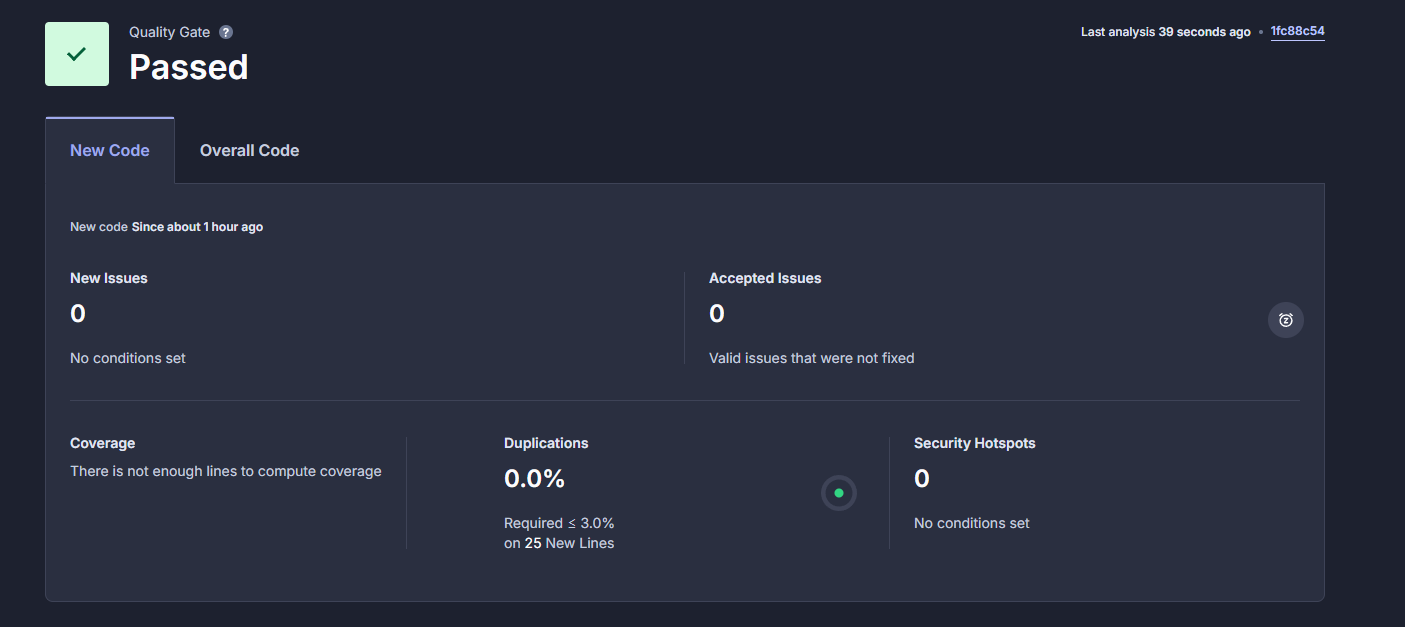 Quality Gate ?
Passed
Last analysis 39 seconds ago • 1fc88c54
New Code
Overall Code
New code Since about 1 hour ago
New Issues
0
No conditions set
Accepted Issues
0
Valid issues that were not fixed
Coverage
There is not enough lines to compute coverage
Duplications
0.0%
Required ≤ 3.0%
on 25 New Lines
Security Hotspots
0
No conditions set